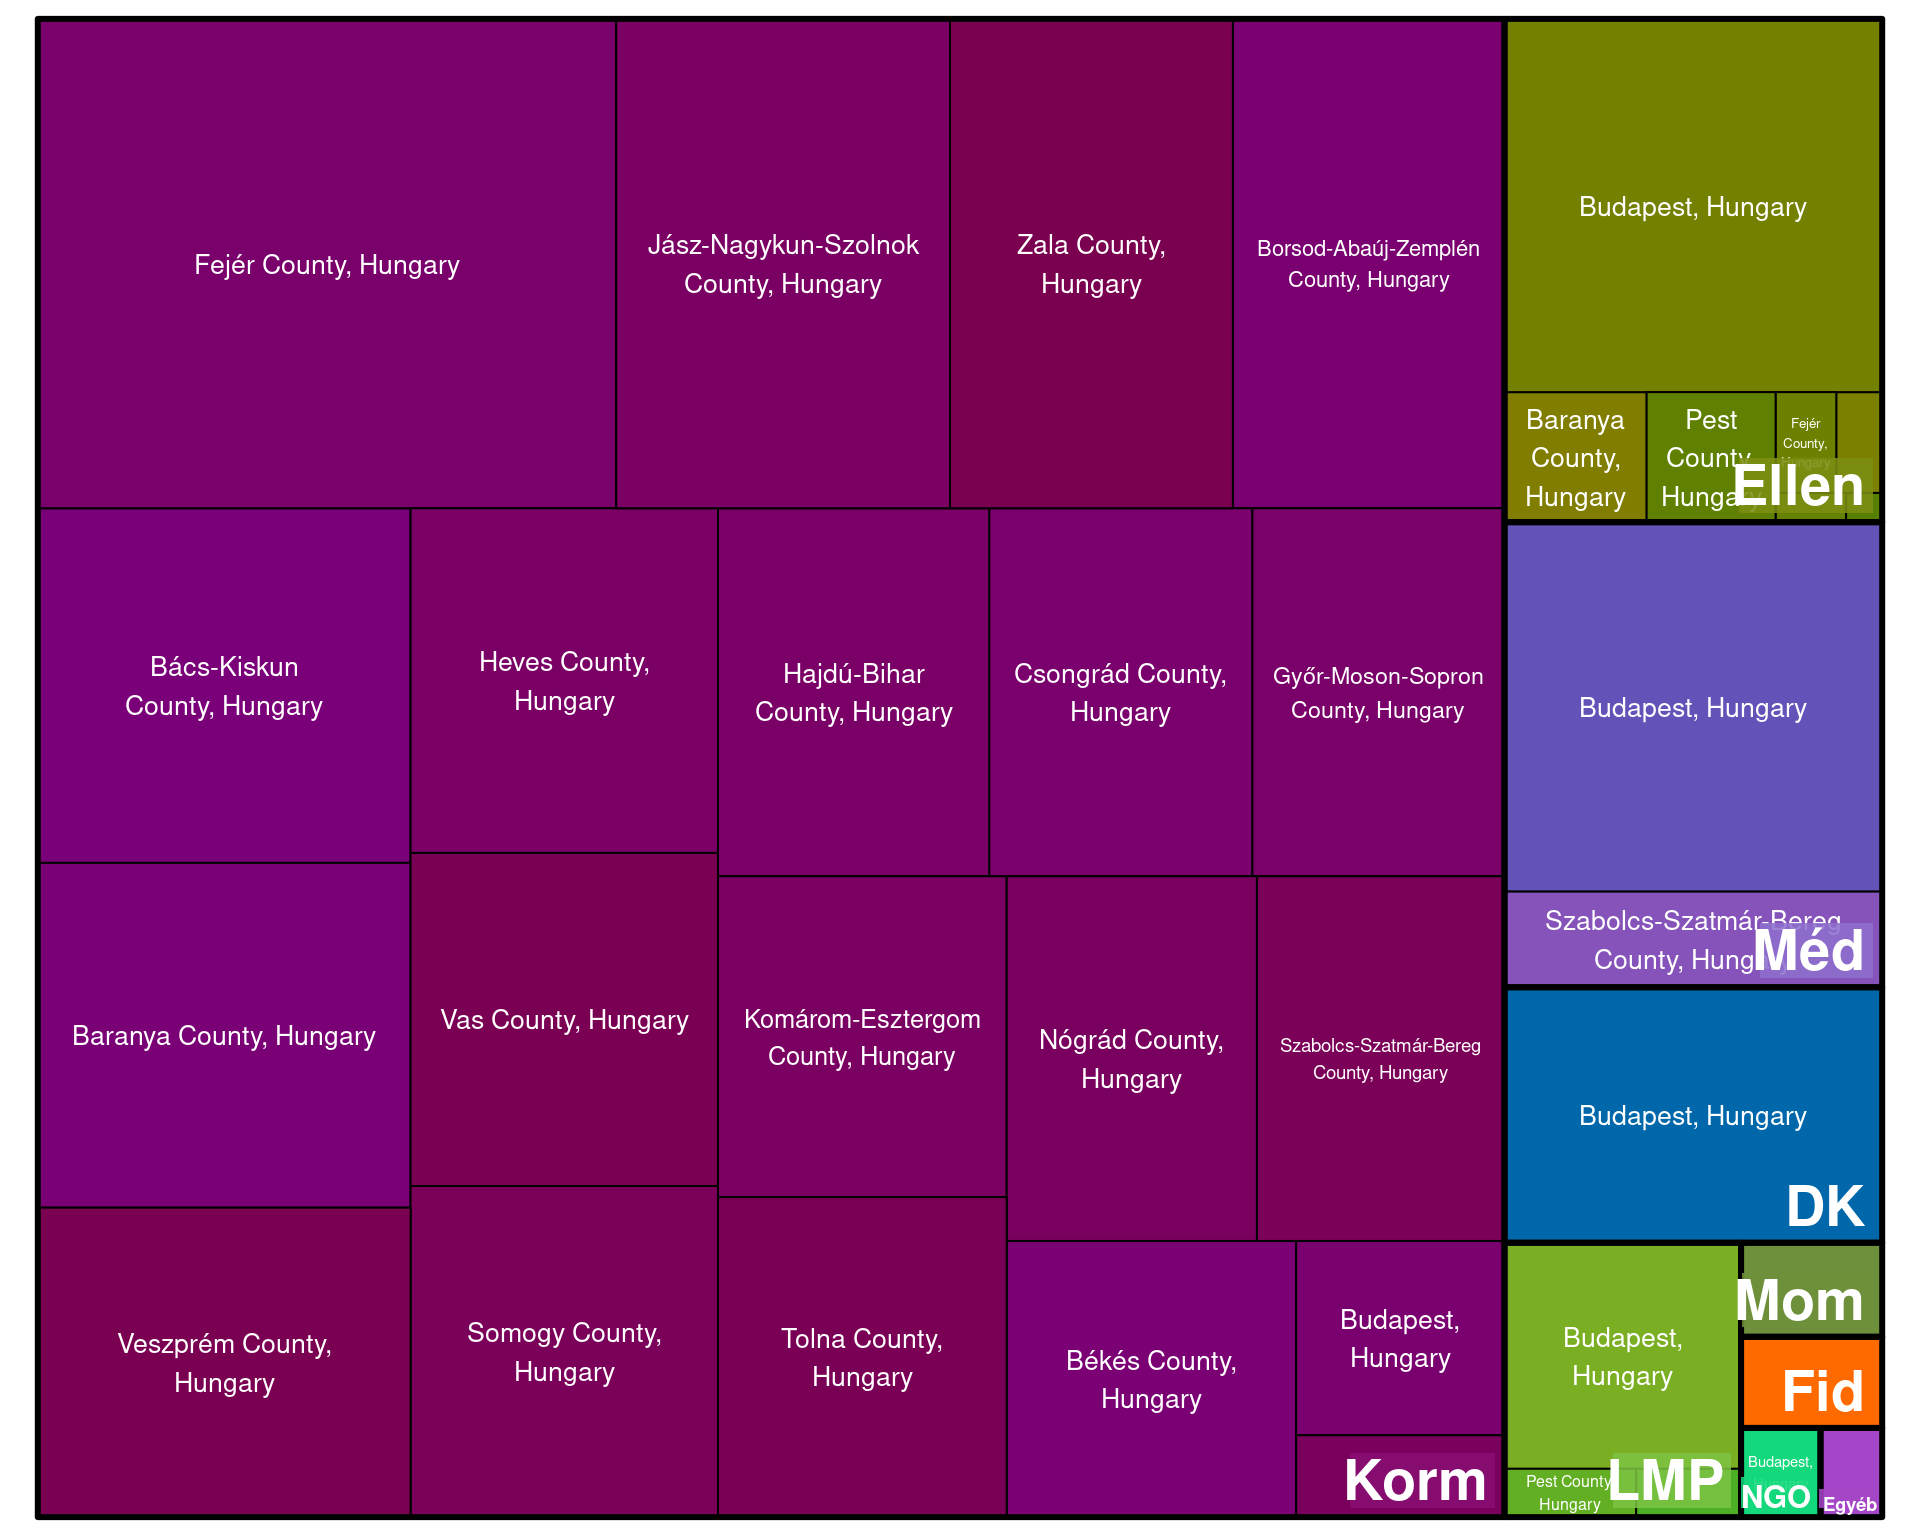 Fejér County, Hungary
Jász-Nagykun-Szolnok
County, Hungary
Zala County,
Hungary
Borsod-Abaúj-Zemplén
County, Hungary
Bács-Kiskun
County, Hungary
Heves County,
Hungary
Hajdú-Bihar
County, Hungary
Csongrád County,
Hungary
Győr-Moson-Sopron
County, Hungary
Baranya County, Hungary
Vas County, Hungary
Komárom-Esztergom
County, Hungary
Nógrád County,
Hungary
Szabolcs-Szatmár-Bereg
County, Hungary
Veszprém County,
Hungary
Somogy County,
Hungary
Tolna County,
Hungary
Békés County,
Hungary
Budapest,
Hungary
Korm
Budapest, Hungary
Baranya
County,
Hungary
Pest
County,
Hungary
Fejér
County,
Hungary
Ellen
Budapest, Hungary
Szabolcs-Szatmár-Bereg
County, Hungary
Méd
Budapest, Hungary
DK
Budapest,
Hungary
Pest County,
Hungary
LMP
Mom
Fid
Budapest,
Hungary
NGO
Egyéb